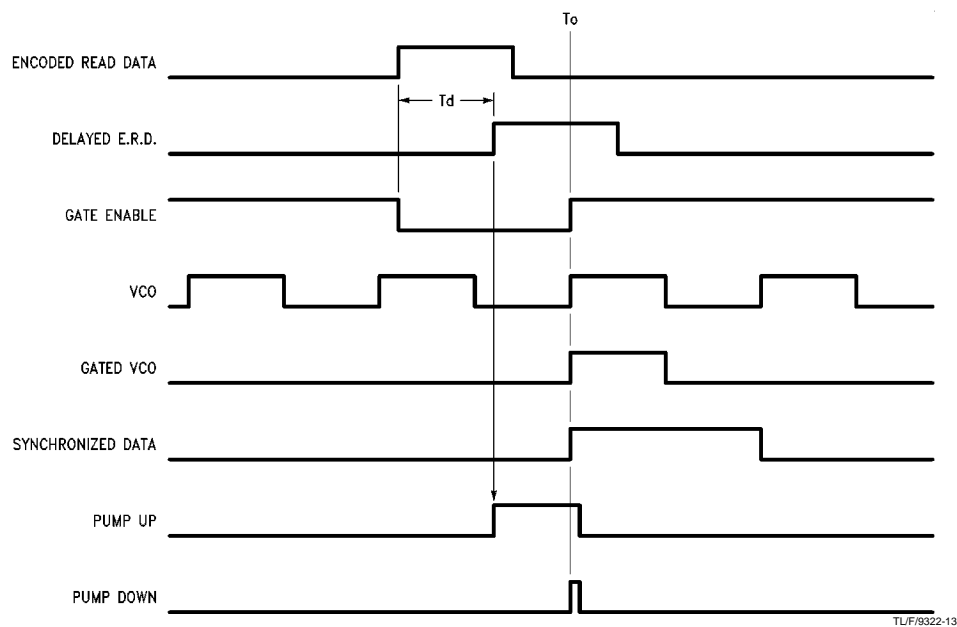 To
ENCODED READ DATA
Td
DELAYED E.R.D.
GATE ENABLE
VCO
GATED VCO
SYNCHRONIZED DATA
PUMP UP
PUMP DOWN
TL/F/9322-13